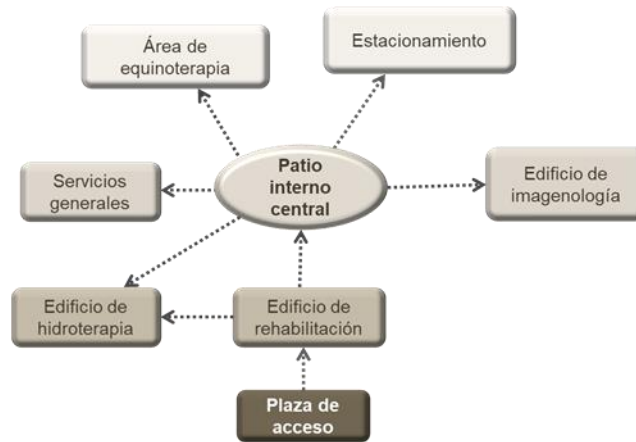 Área de
equinoterapia
Estacionamiento
Patio
interno
central
Servicios
generales
Edificio de
imagenología
Edificio de
hidroterapia
Edificio de
rehabilitación
Plaza de
acceso